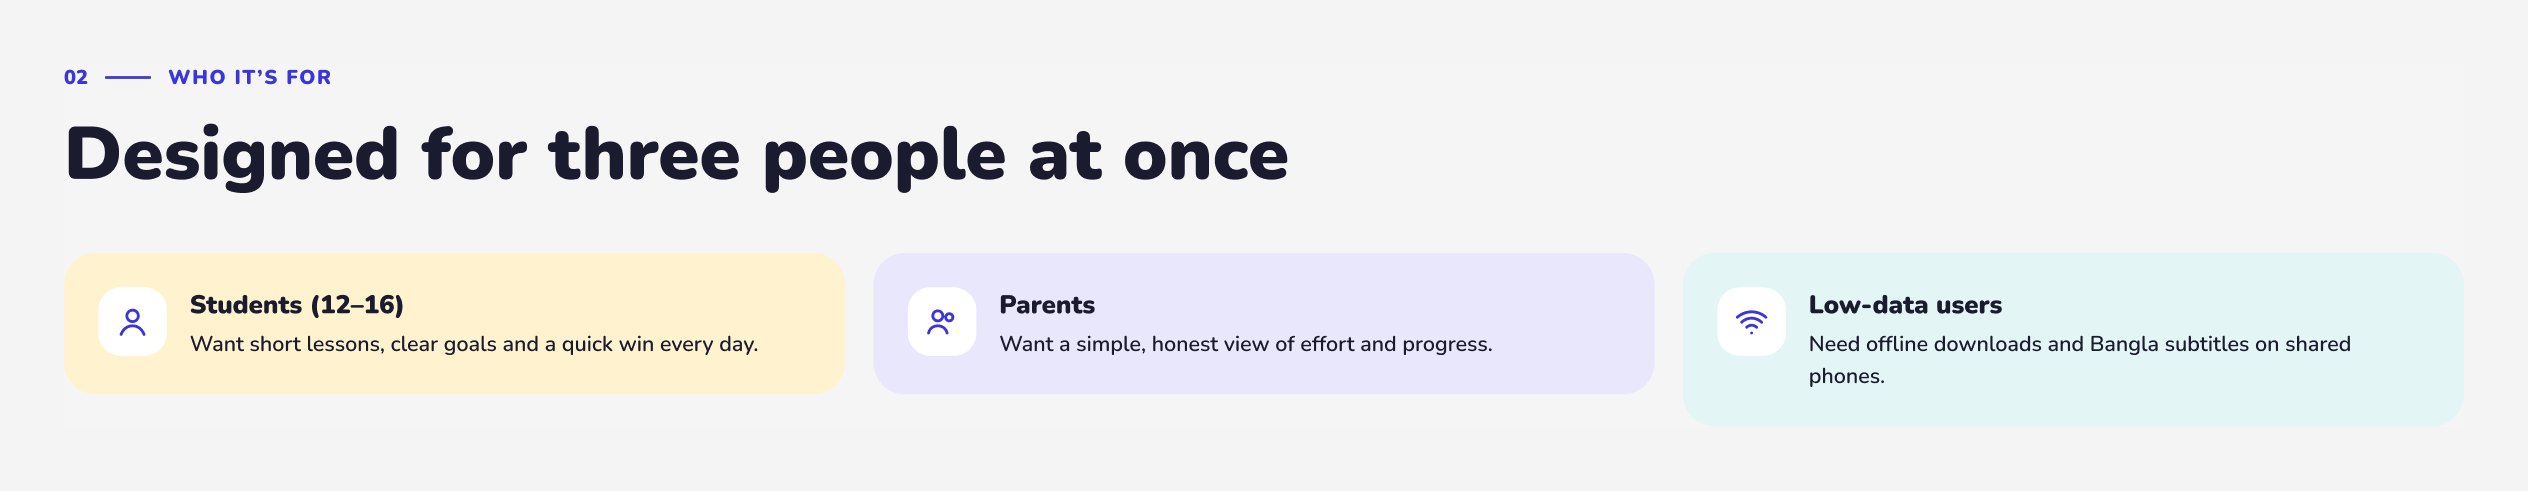 02 — WHO IT’S FOR
Designed for three people at once
Students (12–16)
Want short lessons, clear goals and a quick win every day.
Parents
Want a simple, honest view of effort and progress.
Low-data users
Need offline downloads and Bangla subtitles on shared
phones.